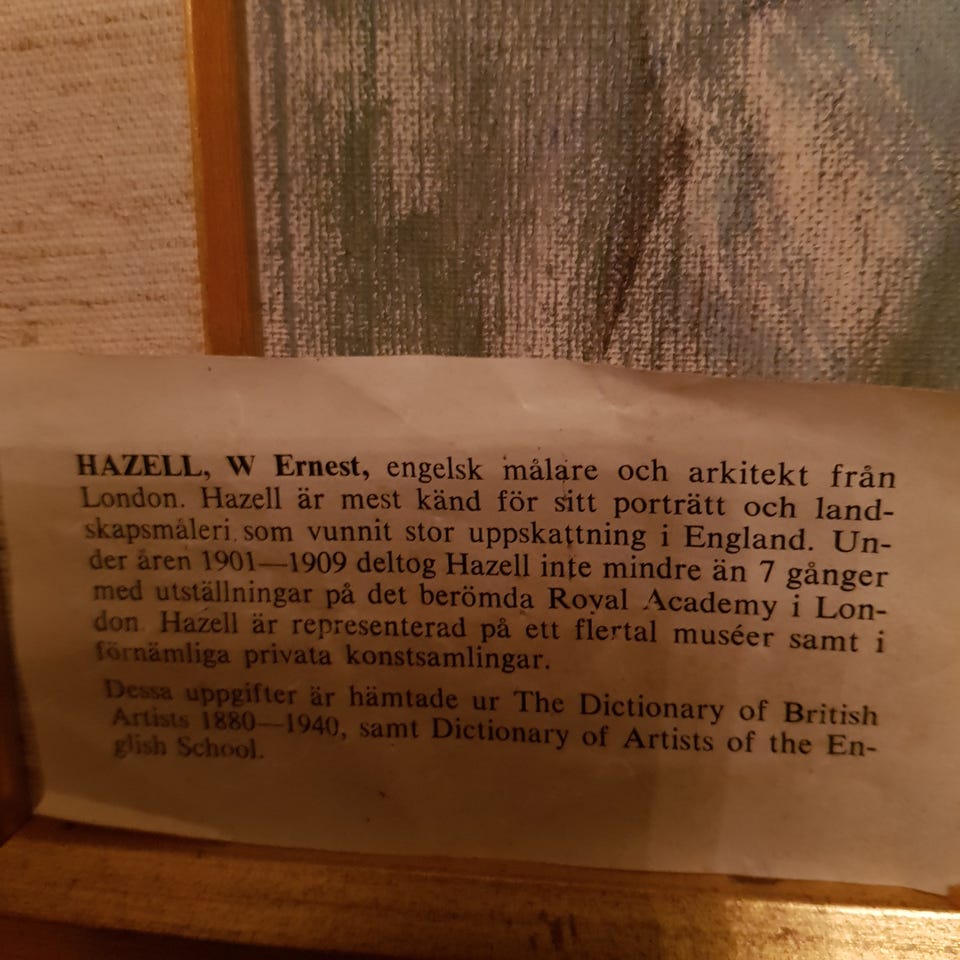 HAZELL, W Ernest, engelsk målare och arkitekt från
London. Hazell är mest känd för sitt porträtt och land-
skapsmåleri som vunnit stor uppskattning i England. Un-
der åren 1901—1909 deltog Hazell inte mindre än 7 gånger
med utställningar på det berömda Royal Academy i Lon-
don. Hazell är representerad på ett flertal muséer samt i
förnämliga privata konstsamlingar.
Dessa uppgifter är hämtade ur The Dictionary of British
Artists 1880—1940, samt Dictionary of Artists of the En-
glish School.